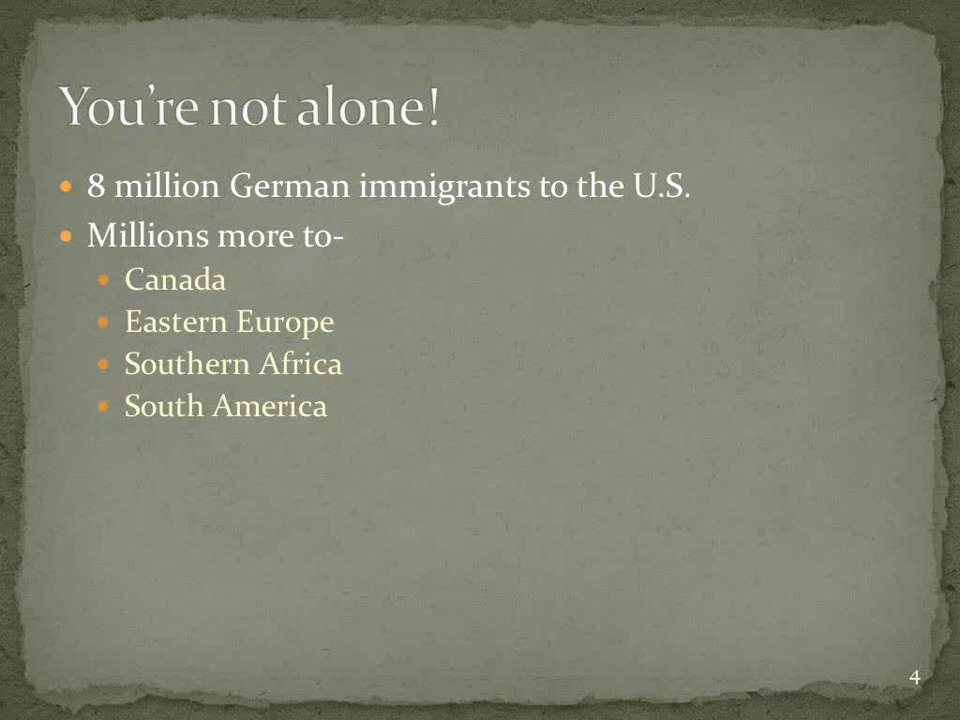 You’re not alone!
• 8 million German immigrants to the U.S.
• Millions more to-
• Canada
• Eastern Europe
• Southern Africa
• South America
4